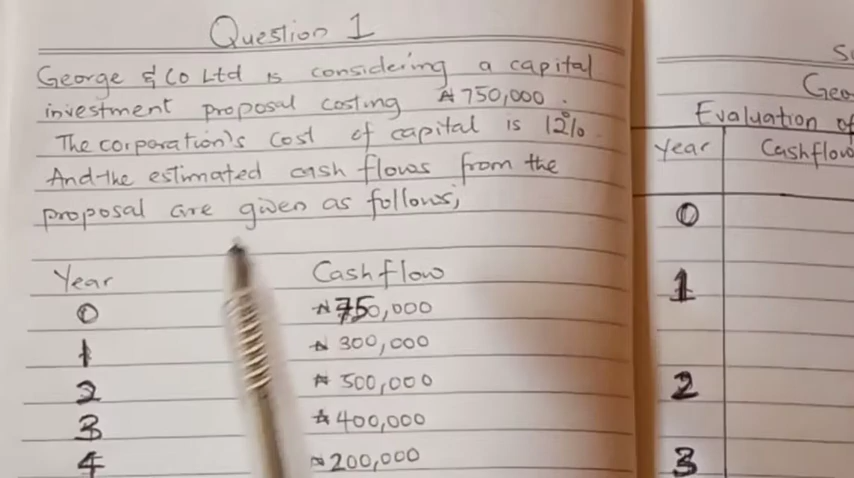 Question 1
George & Co Ltd is considering a capital
investment proposal costing ₦750,000.
The corporation's cost of capital is 12%
And the estimated cash flows from the
proposal are given as follows;
Year Cashflow
0 ₦750,000
1 ₦300,000
2 ₦500,000
3 ₦400,000
4 ₦200,000
Geo
Evaluation of
Year Cashflow
0
1
2
3